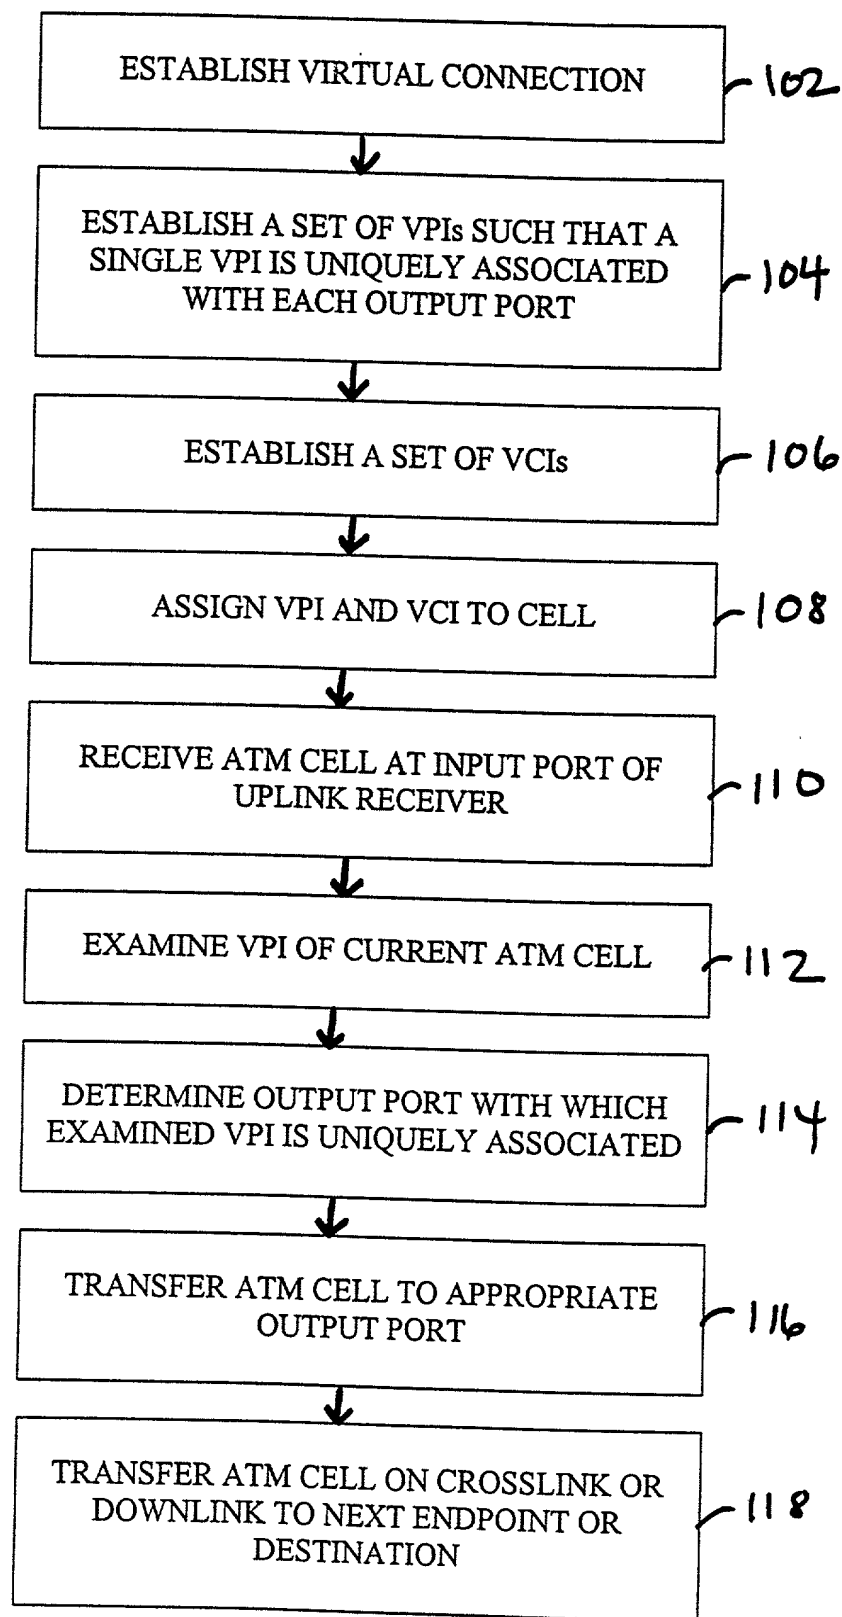 ESTABLISH VIRTUAL CONNECTION
102
ESTABLISH A SET OF VPIs SUCH THAT A
SINGLE VPI IS UNIQUELY ASSOCIATED
WITH EACH OUTPUT PORT
104
ESTABLISH A SET OF VCIs
106
ASSIGN VPI AND VCI TO CELL
108
RECEIVE ATM CELL AT INPUT PORT OF
UPLINK RECEIVER
110
EXAMINE VPI OF CURRENT ATM CELL
112
DETERMINE OUTPUT PORT WITH WHICH
EXAMINED VPI IS UNIQUELY ASSOCIATED
114
TRANSFER ATM CELL TO APPROPRIATE
OUTPUT PORT
116
TRANSFER ATM CELL ON CROSSLINK OR
DOWNLINK TO NEXT ENDPOINT OR
DESTINATION
118